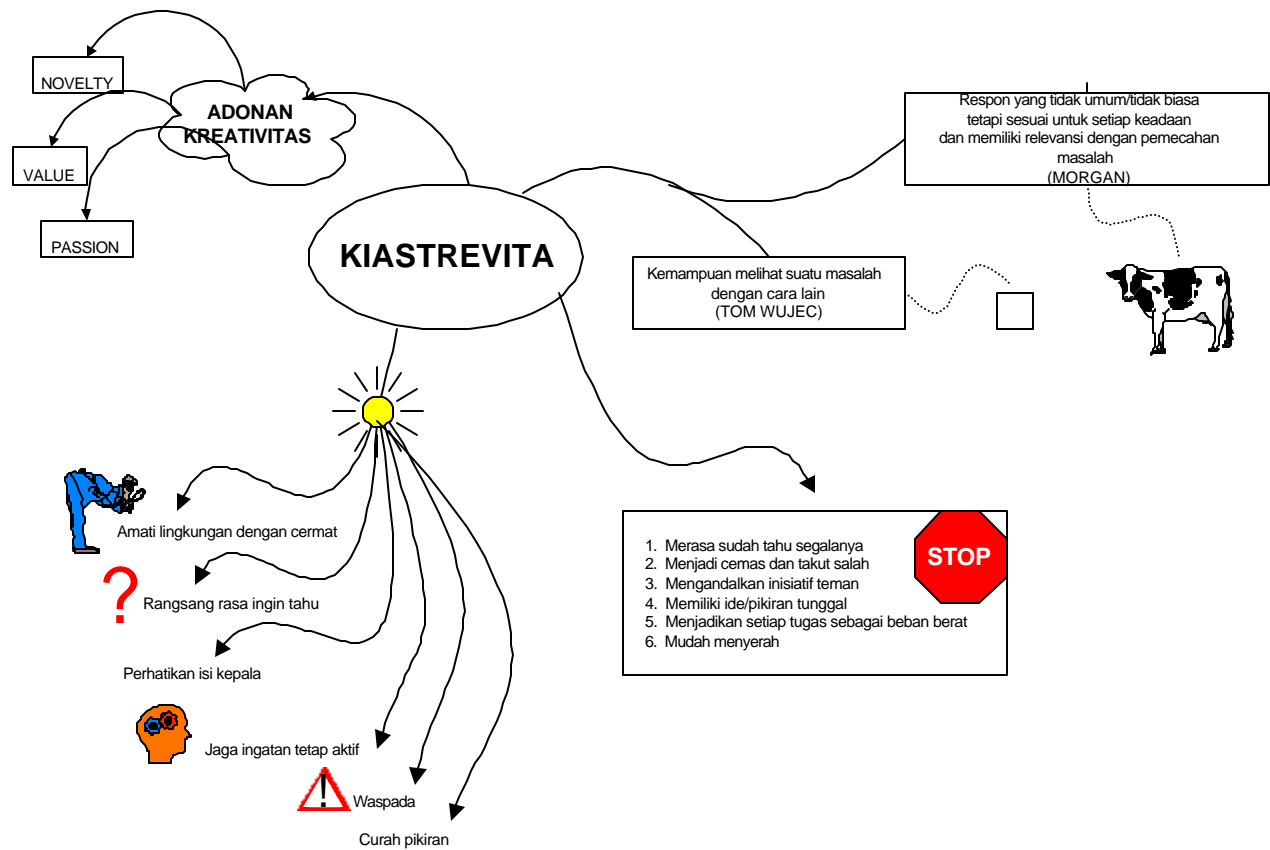 NOVELTY
ADONAN
KREATIVITAS
VALUE
PASSION
KIASTREVITA
Respon yang tidak umum/tidak biasa
tetapi sesuai untuk setiap keadaan
dan memiliki relevansi dengan pemecahan
masalah
(MORGAN)
Kemampuan melihat suatu masalah
dengan cara lain
(TOM WUJEC)
Amati lingkungan dengan cermat
?
Rangsang rasa ingin tahu
Perhatikan isi kepala
Jaga ingatan tetap aktif
!
Waspada
Curah pikiran
STOP
1. Merasa sudah tahu segalanya
2. Menjadi cemas dan takut salah
3. Mengandalkan inisiatif teman
4. Memiliki ide/pikiran tunggal
5. Menjadikan setiap tugas sebagai beban berat
6. Mudah menyerah